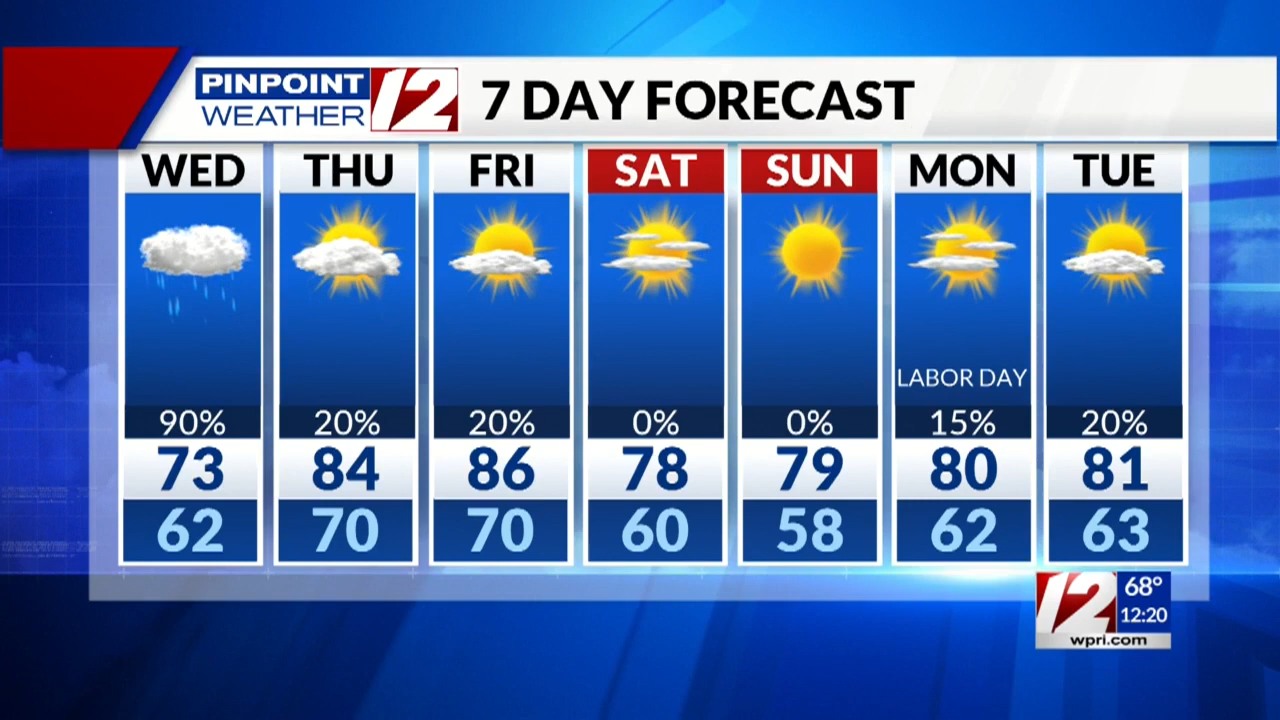 PINPOINT
WEATHER 12
7 DAY FORECAST
WED THU FRI SAT SUN MON TUE
LABOR DAY
90% 20% 20% 0% 0% 15% 20%
73 84 86 78 79 80 81
62 70 70 60 58 62 63
12 68°
12:20
wpri.com